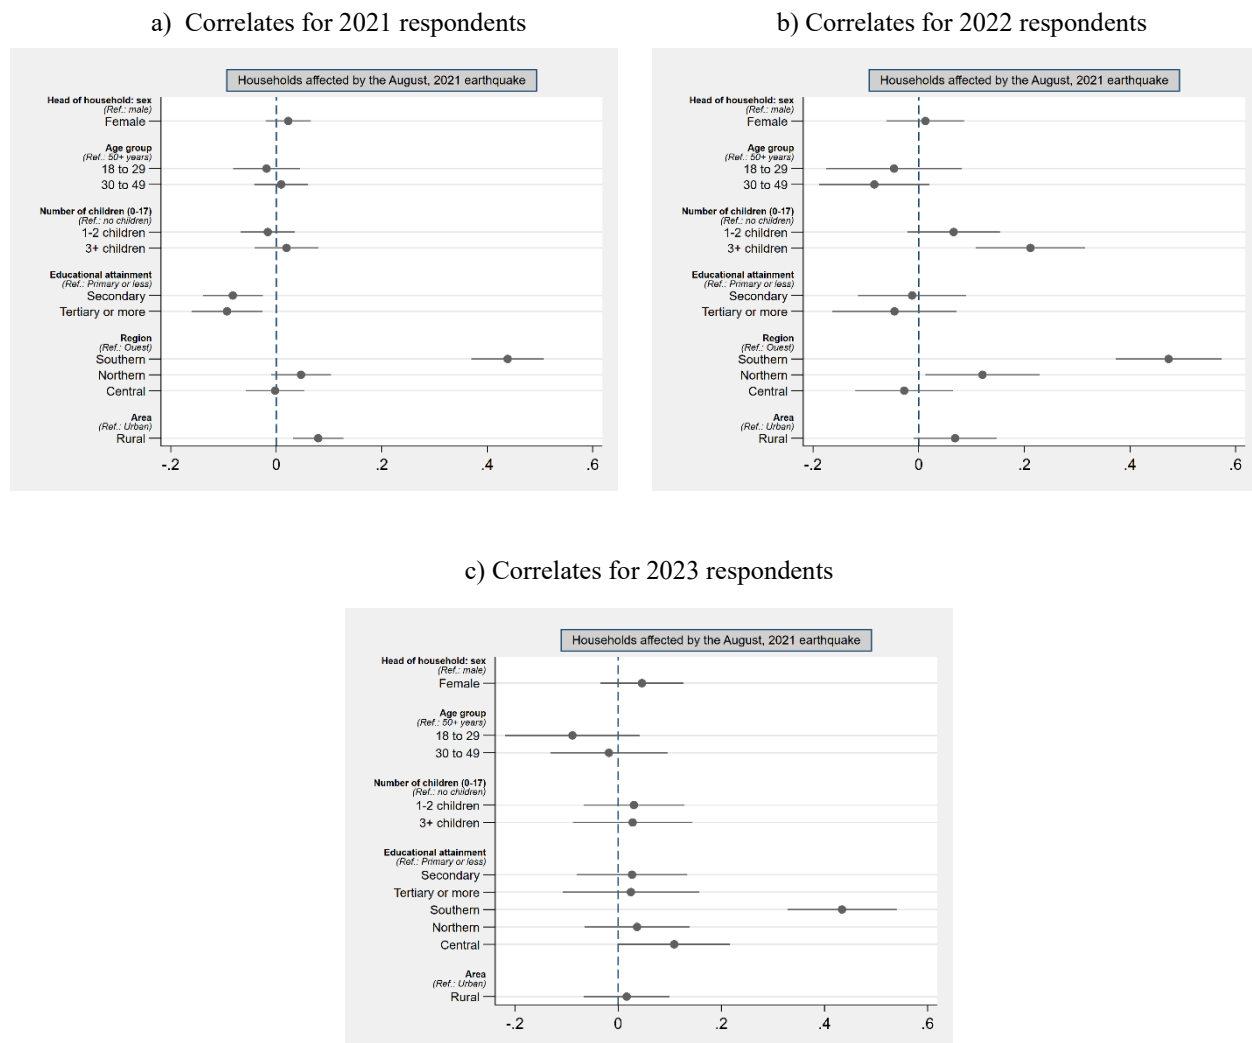 a) Correlates for 2021 respondents
Households affected by the August, 2021 earthquake
Head of household: sex
(Ref.: male)
Female
Age group
(Ref.: 50+ years)
18 to 29
30 to 49
Number of children (0-17)
(Ref.: no children)
1-2 children
3+ children
Educational attainment
(Ref.: Primary or less)
Secondary
Tertiary or more
Region
(Ref.: Ouest)
Southern
Northern
Central
Area
(Ref.: Urban)
Rural
-.2 0 .2 .4 .6
b) Correlates for 2022 respondents
Households affected by the August, 2021 earthquake
Head of household: sex
(Ref.: male)
Female
Age group
(Ref.: 50+ years)
18 to 29
30 to 49
Number of children (0-17)
(Ref.: no children)
1-2 children
3+ children
Educational attainment
(Ref.: Primary or less)
Secondary
Tertiary or more
Region
(Ref.: Ouest)
Southern
Northern
Central
Area
(Ref.: Urban)
Rural
-.2 0 .2 .4 .6
c) Correlates for 2023 respondents
Households affected by the August, 2021 earthquake
Head of household: sex
(Ref.: male)
Female
Age group
(Ref.: 50+ years)
18 to 29
30 to 49
Number of children (0-17)
(Ref.: no children)
1-2 children
3+ children
Educational attainment
(Ref.: Primary or less)
Secondary
Tertiary or more
Southern
Northern
Central
Area
(Ref.: Urban)
Rural
-.2 0 .2 .4 .6